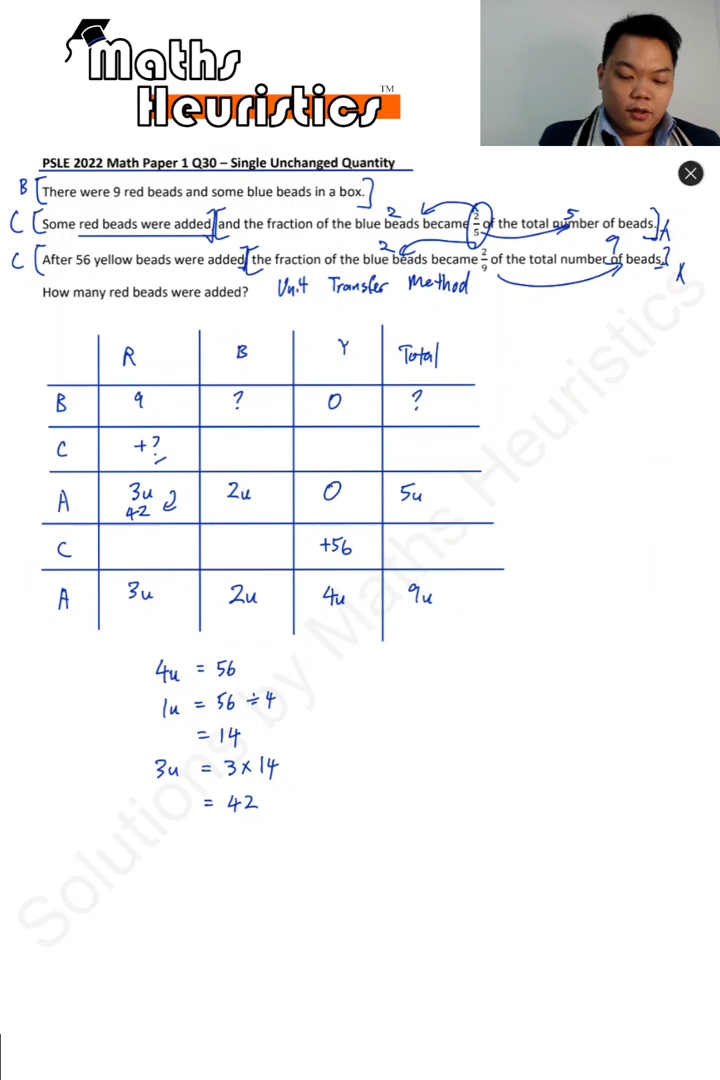 Maths
Heuristics™
PSLE 2022 Math Paper 1 Q30 – Single Unchanged Quantity
B [There were 9 red beads and some blue beads in a box.]
2 5
C [Some red beads were added][and the fraction of the blue beads became 2/5 of the total number of beads.] A
2 9
C [After 56 yellow beads were added][the fraction of the blue beads became 2/9 of the total number of beads.] A
How many red beads were added? Unit Transfer Method
R B Y Total
B 9 ? 0 ?
C +?
A 3u 2u 0 5u
42
C +56
A 3u 2u 4u 9u
4u = 56
1u = 56 ÷ 4
= 14
3u = 3 × 14
= 42
Solutions by Maths Heuristics